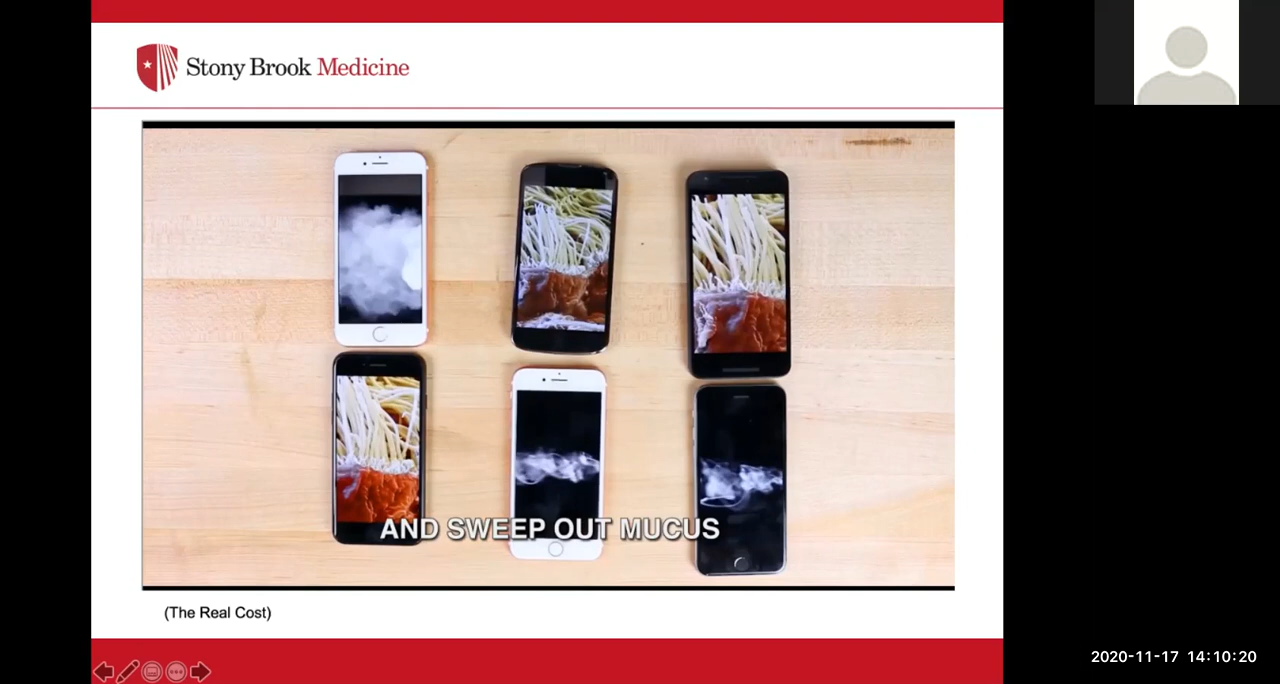 Stony Brook Medicine
AND SWEEP OUT MUCUS
(The Real Cost)
2020-11-17 14:10:20